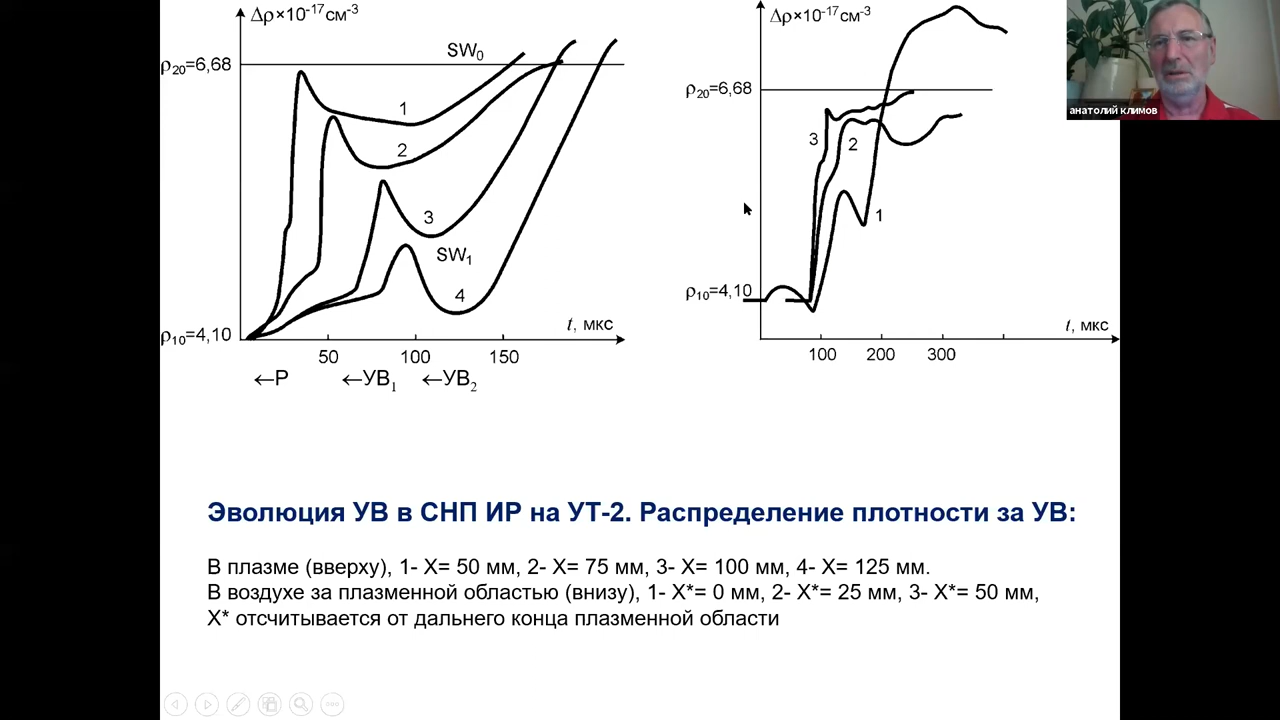 Δρ×10⁻¹⁷см⁻³
ρ₂₀=6,68
SW₀
1
2
3
SW₁
4
ρ₁₀=4,10
t, мкс
50 100 150
←P ←УВ₁ ←УВ₂
Δρ×10⁻¹⁷см⁻³
ρ₂₀=6,68
3
2
1
ρ₁₀=4,10
t, мкс
100 200 300
анатолий климов
Эволюция УВ в СНП ИР на УТ-2. Распределение плотности за УВ:
В плазме (вверху), 1- X= 50 мм, 2- X= 75 мм, 3- X= 100 мм, 4- X= 125 мм.
В воздухе за плазменной областью (внизу), 1- X*= 0 мм, 2- X*= 25 мм, 3- X*= 50 мм,
X* отсчитывается от дальнего конца плазменной области